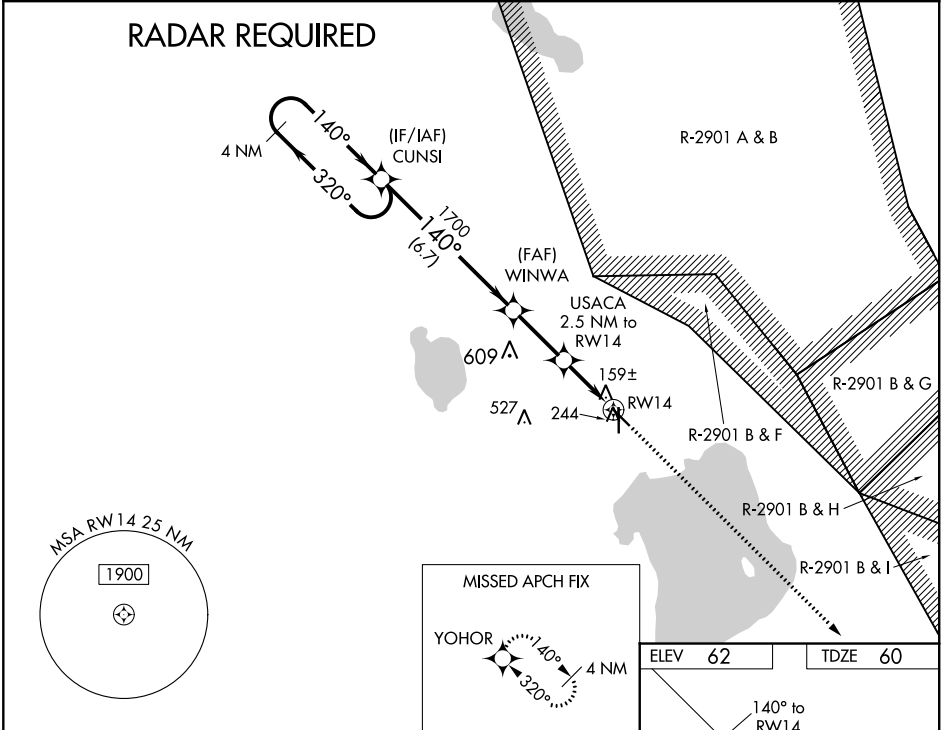 RADAR REQUIRED
R-2901 A & B
140°
4 NM
320°
(IF/IAF)
CUNSI
1700
140°
(6.7)
(FAF)
WINWA
USACA
2.5 NM to
RW14
609
159±
527
244
RW14
R-2901 B & G
R-2901 B & F
R-2901 B & H
R-2901 B & I
MSA RW14 25 NM
1900
MISSED APCH FIX
YOHOR
140°
4 NM
320°
ELEV 62
TDZE 60
140° to
RW14